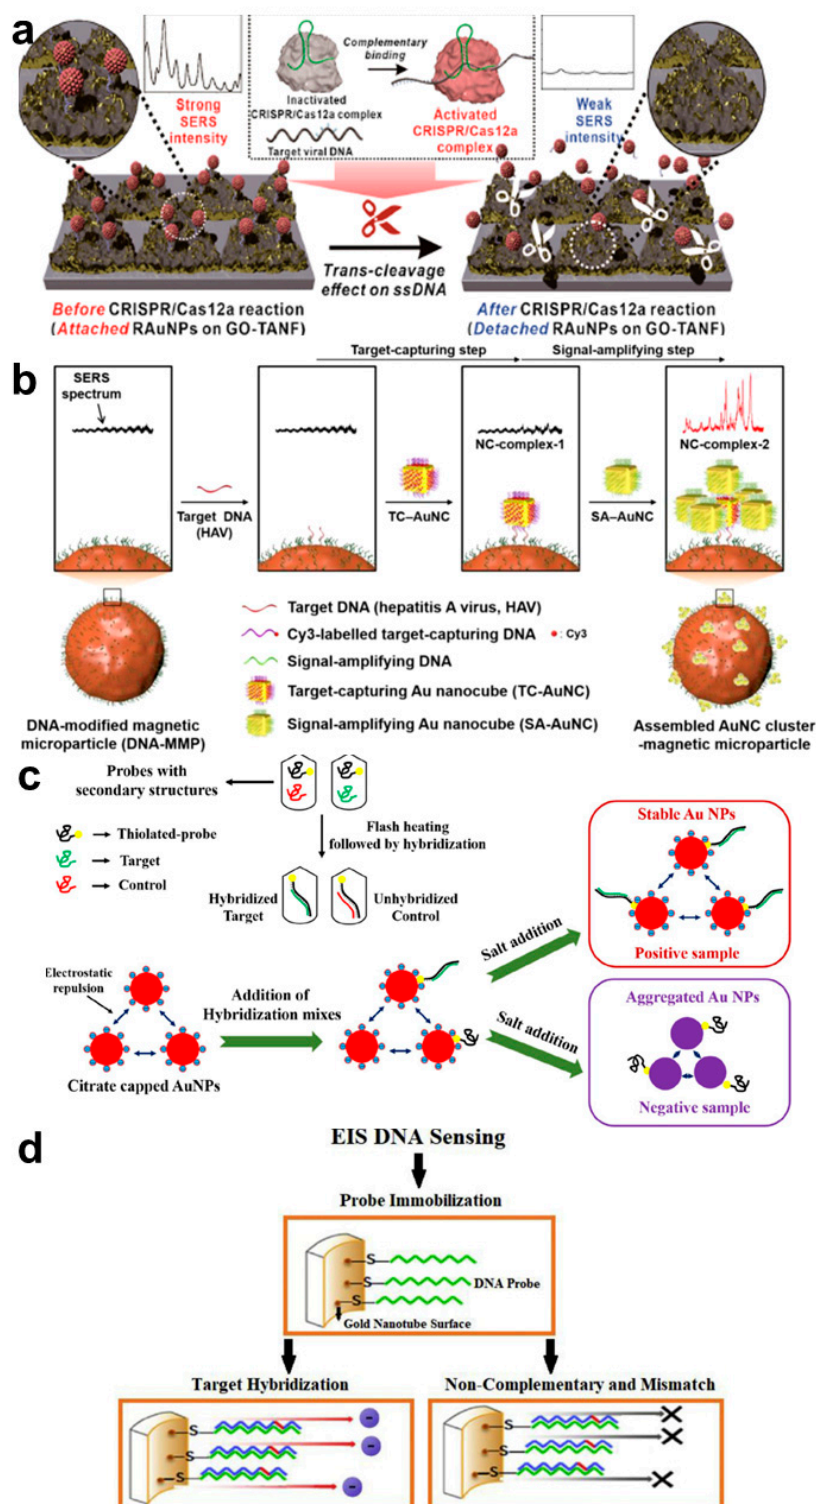 a
Strong
SERS
intensity
Complementary
binding
Inactivated
CRISPR/Cas12a complex
Target viral DNA
Activated
CRISPR/Cas12a
complex
Weak
SERS
intensity
Trans-cleavage
effect on ssDNA
Before CRISPR/Cas12a reaction
(Attached RAuNPs on GO-TANF)
After CRISPR/Cas12a reaction
(Detached RAuNPs on GO-TANF)
b
Target-capturing step
Signal-amplifying step
SERS
spectrum
NC-complex-1
NC-complex-2
Target DNA
(HAV)
TC–AuNC
SA–AuNC
Target DNA (hepatitis A virus, HAV)
Cy3-labelled target-capturing DNA
: Cy3
Signal-amplifying DNA
Target-capturing Au nanocube (TC-AuNC)
Signal-amplifying Au nanocube (SA-AuNC)
DNA-modified magnetic
microparticle (DNA-MMP)
Assembled AuNC cluster
-magnetic microparticle
c
Probes with
secondary structures
Thiolated-probe
Target
Control
Flash heating
followed by hybridization
Hybridized
Target
Unhybridized
Control
Stable Au NPs
Positive sample
Salt addition
Electrostatic
repulsion
Addition of
Hybridization mixes
Citrate capped AuNPs
Salt addition
Aggregated Au NPs
Negative sample
d
EIS DNA Sensing
Probe Immobilization
S
S
S
DNA Probe
Gold Nanotube Surface
Target Hybridization
S
S
S
-
-
-
Non-Complementary and Mismatch
S
S
S